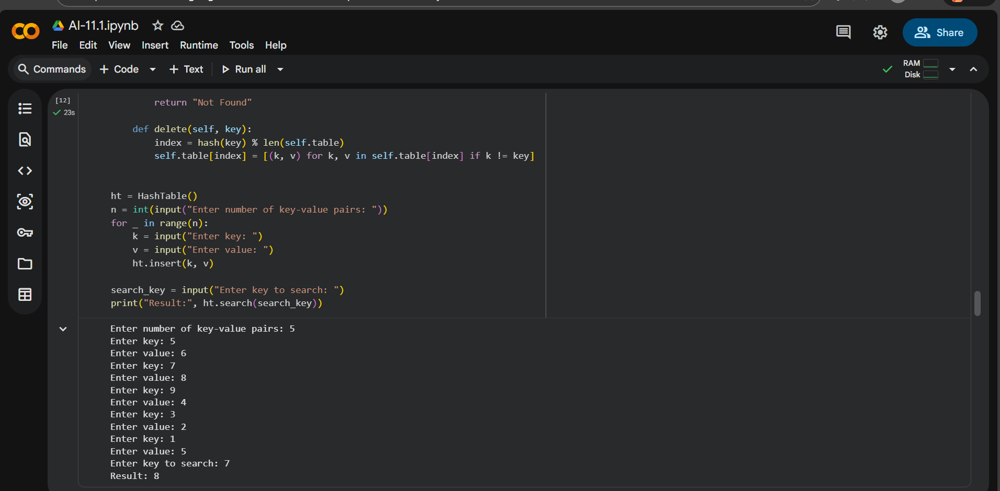 AI-11.1.ipynb
File Edit View Insert Runtime Tools Help
Share
Commands + Code + Text Run all
RAM
Disk
[12]
23s
return "Not Found"
def delete(self, key):
index = hash(key) % len(self.table)
self.table[index] = [(k, v) for k, v in self.table[index] if k != key]
ht = HashTable()
n = int(input("Enter number of key-value pairs: "))
for _ in range(n):
k = input("Enter key: ")
v = input("Enter value: ")
ht.insert(k, v)
search_key = input("Enter key to search: ")
print("Result:", ht.search(search_key))
Enter number of key-value pairs: 5
Enter key: 5
Enter value: 6
Enter key: 7
Enter value: 8
Enter key: 9
Enter value: 4
Enter key: 3
Enter value: 2
Enter key: 1
Enter value: 5
Enter key to search: 7
Result: 8